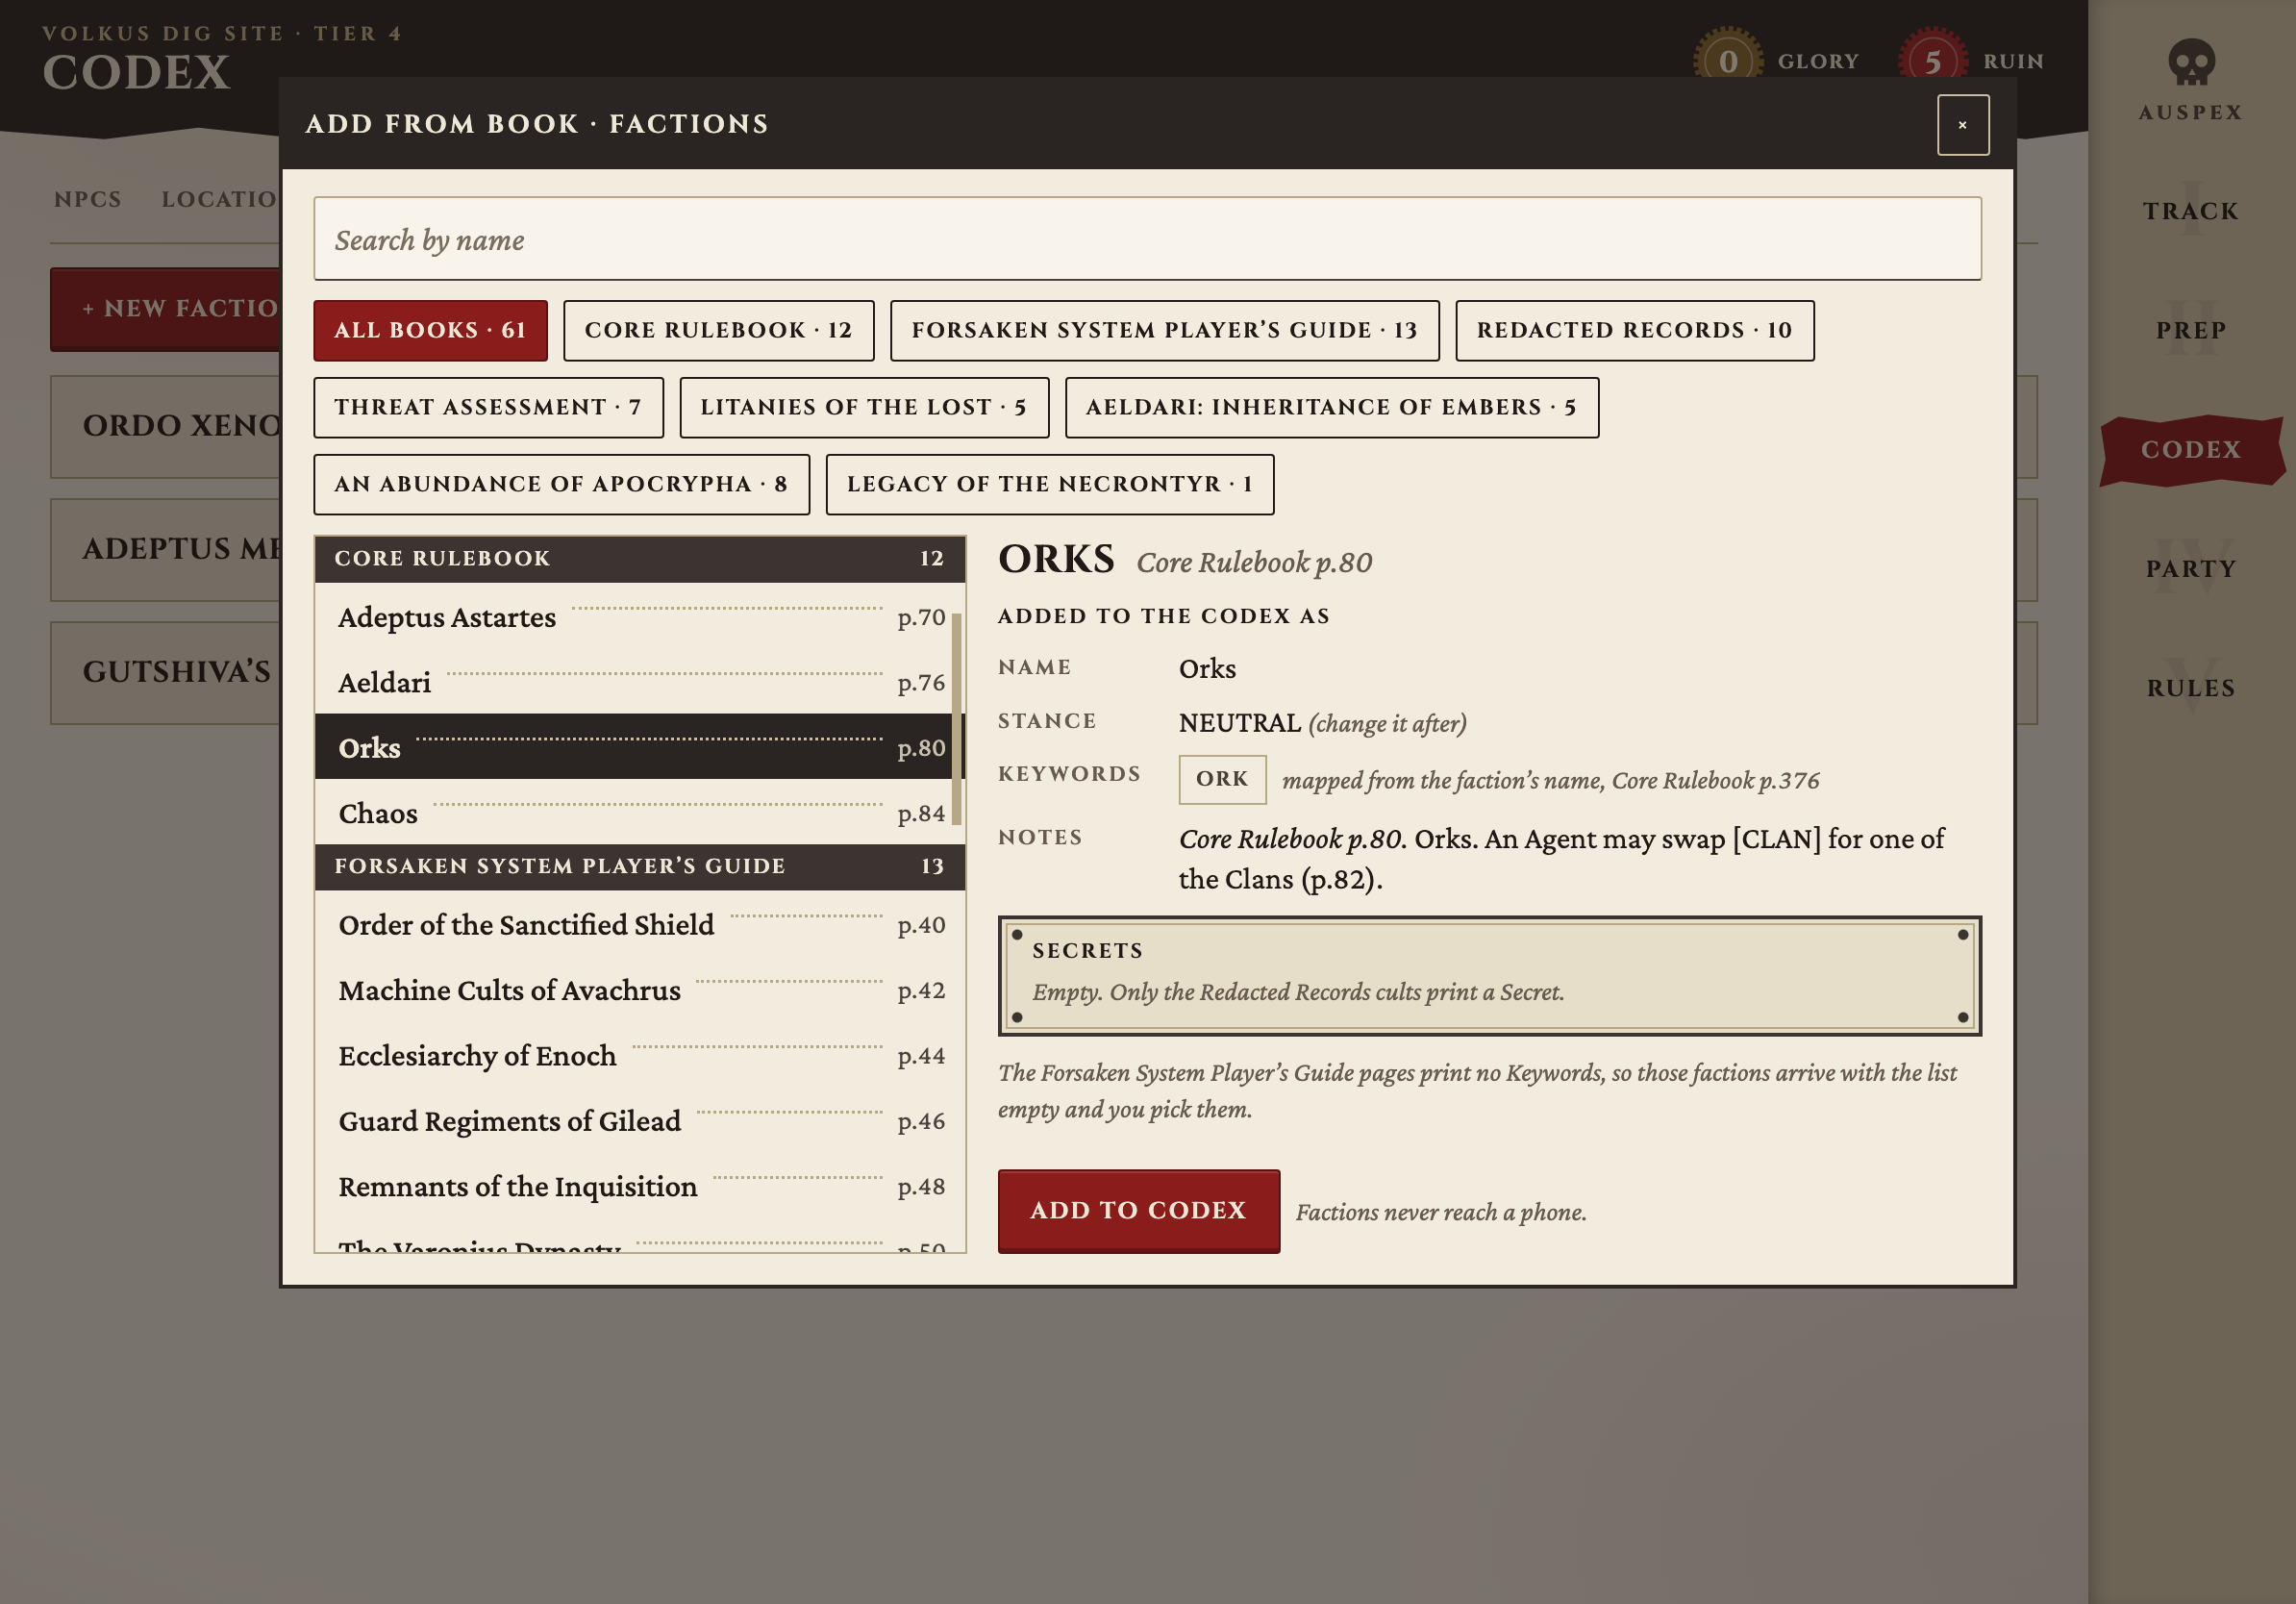 VOLKUS DIG SITE · TIER 4
CODEX
0 GLORY
5 RUIN
AUSPEX
ADD FROM BOOK · FACTIONS
×
NPCS LOCATIO
I
TRACK
Search by name
+ NEW FACTIO
ALL BOOKS · 61
CORE RULEBOOK · 12
FORSAKEN SYSTEM PLAYER’S GUIDE · 13
REDACTED RECORDS · 10
II
PREP
THREAT ASSESSMENT · 7
LITANIES OF THE LOST · 5
AELDARI: INHERITANCE OF EMBERS · 5
ORDO XENO
CODEX
AN ABUNDANCE OF APOCRYPHA · 8
LEGACY OF THE NECRONTYR · 1
ADEPTUS ME
IV
PARTY
GUTSHIVA’S
V
RULES
CORE RULEBOOK 12
Adeptus Astartes p.70
Aeldari p.76
Orks p.80
Chaos p.84
FORSAKEN SYSTEM PLAYER’S GUIDE 13
Order of the Sanctified Shield p.40
Machine Cults of Avachrus p.42
Ecclesiarchy of Enoch p.44
Guard Regiments of Gilead p.46
Remnants of the Inquisition p.48
The Varonius Dynasty p.50
ORKS Core Rulebook p.80
ADDED TO THE CODEX AS
NAME Orks
STANCE NEUTRAL (change it after)
KEYWORDS ORK mapped from the faction’s name, Core Rulebook p.376
NOTES Core Rulebook p.80. Orks. An Agent may swap [CLAN] for one of
the Clans (p.82).
SECRETS
Empty. Only the Redacted Records cults print a Secret.
The Forsaken System Player’s Guide pages print no Keywords, so those factions arrive with the list
empty and you pick them.
ADD TO CODEX Factions never reach a phone.